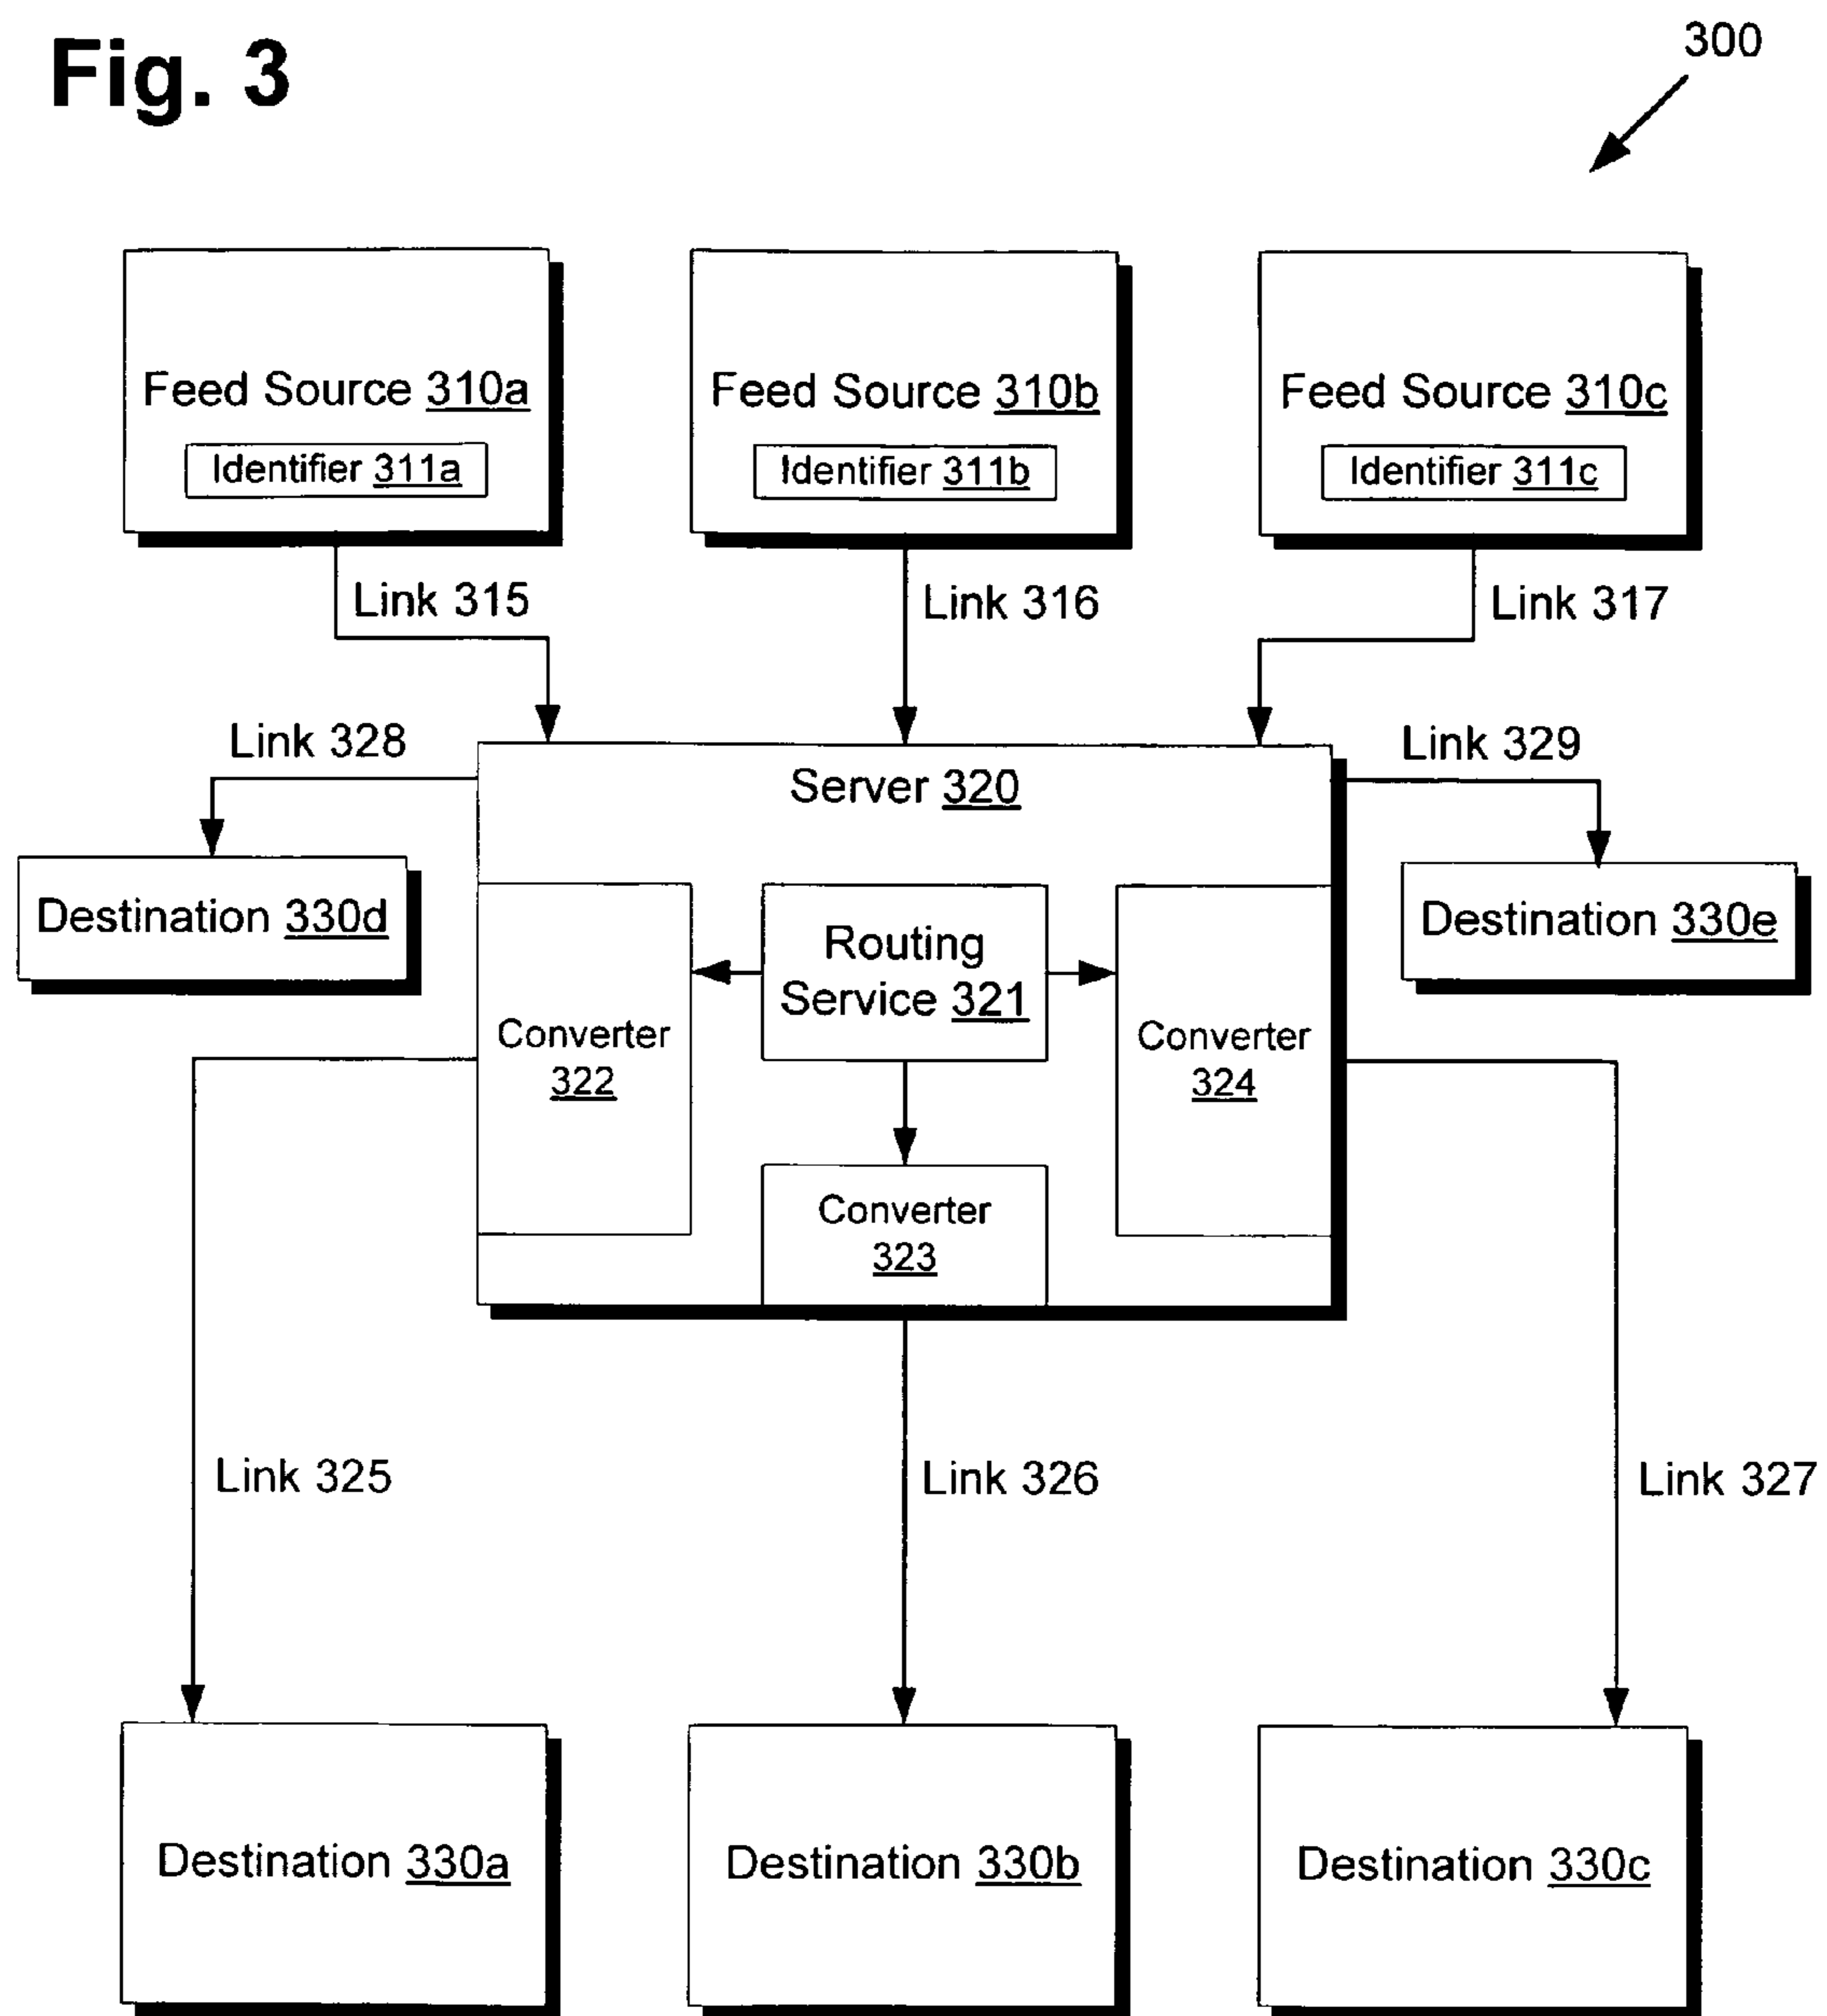 Fig. 3
300
Feed Source 310a
Identifier 311a
Feed Source 310b
Identifier 311b
Feed Source 310c
Identifier 311c
Link 315
Link 316
Link 317
Link 328
Link 329
Server 320
Destination 330d
Destination 330e
Routing
Service 321
Converter
322
Converter
324
Converter
323
Link 325
Link 326
Link 327
Destination 330a
Destination 330b
Destination 330c